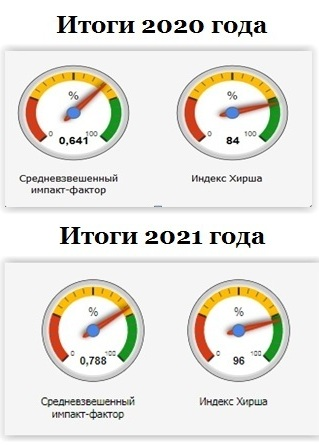 Итоги 2020 года
%
0 100
0,641
Средневзвешенный
импакт-фактор
%
0 100
84
Индекс Хирша
Итоги 2021 года
%
0 100
0,788
Средневзвешенный
импакт-фактор
%
0 100
96
Индекс Хирша